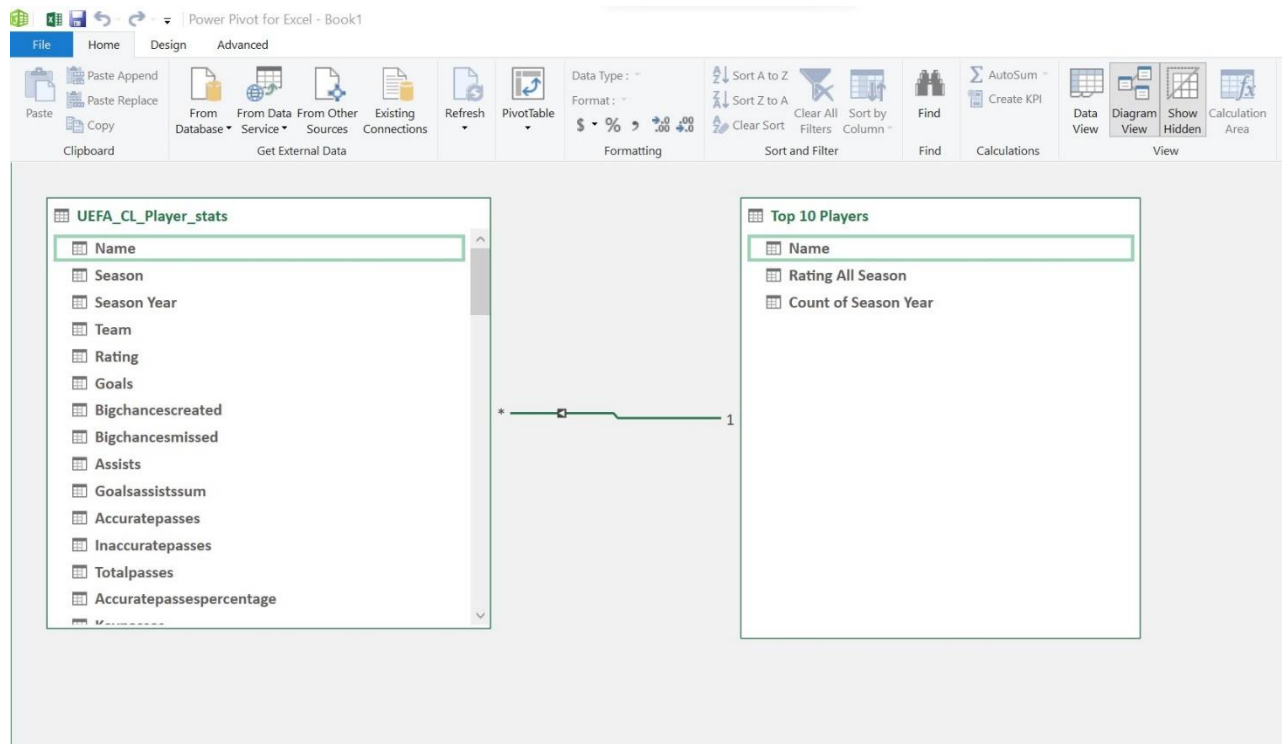 Power Pivot for Excel - Book1
File Home Design Advanced
Paste
Paste Append
Paste Replace
Copy
Clipboard
From Database
From Data Service
From Other Sources
Existing Connections
Get External Data
Refresh
PivotTable
Data Type :
Format :
$ % , .00 .0
Formatting
Sort A to Z
Sort Z to A
Clear Sort
Clear All Filters
Sort by Column
Sort and Filter
Find
Find
AutoSum
Create KPI
Calculations
Data View
Diagram View
Show Hidden
Calculation Area
View
UEFA_CL_Player_stats
Name
Season
Season Year
Team
Rating
Goals
Bigchancescreated
Bigchancesmissed
Assists
Goalsassistssum
Accuratepasses
Inaccuratepasses
Totalpasses
Accuratepassespercentage
* 1
Top 10 Players
Name
Rating All Season
Count of Season Year